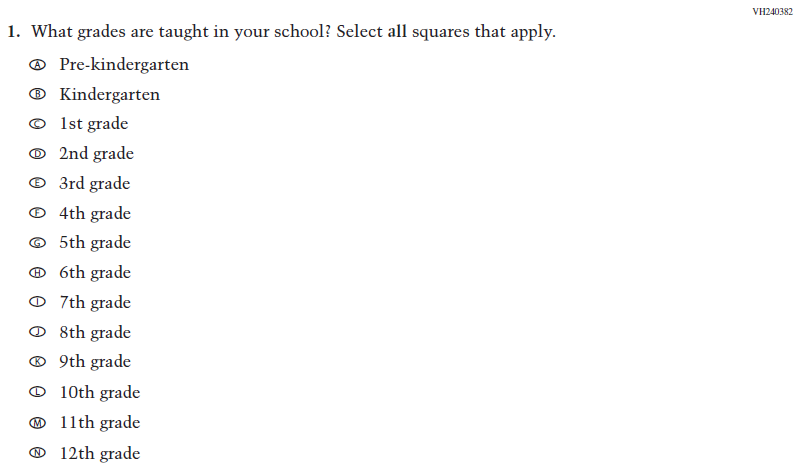 VH240382
1. What grades are taught in your school? Select all squares that apply.
A Pre-kindergarten
B Kindergarten
C 1st grade
D 2nd grade
E 3rd grade
F 4th grade
G 5th grade
H 6th grade
I 7th grade
J 8th grade
K 9th grade
L 10th grade
M 11th grade
N 12th grade